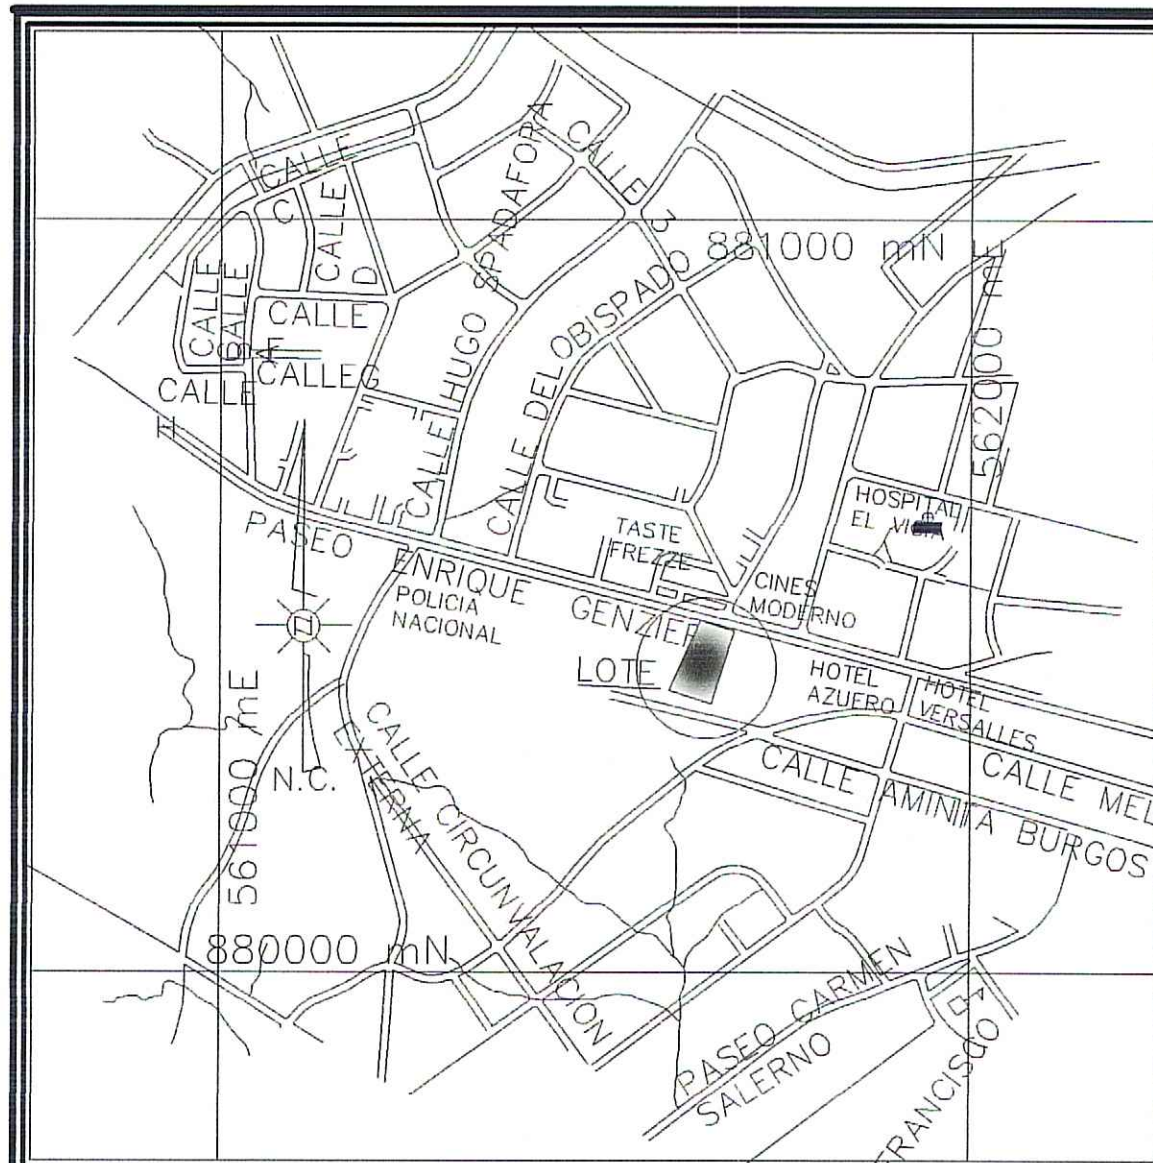 CALLE
C
CALLE
D
CALLE HUGO SPADAFORA
CALLE 3
881000 mN
562000 mE
CALLE
CALLE
B
A
CALLE
F
CALLE G
CALLE
H
CALLE DEL OBISPADO
PASEO ENRIQUE GENZIER
TASTE
FREZZE
HOSPITAL
EL VIGIA
CINES
MODERNO
POLICIA
NACIONAL
LOTE
HOTEL
AZUERO
HOTEL
VERSALLES
Z
N.C.
561000 mE
CALLE CIRCUNVALACION
EXTERNA
CALLE MEL
CALLE AMINTA BURGOS
880000 mN
PASEO CARMEN
SALERNO
FRANCISCO